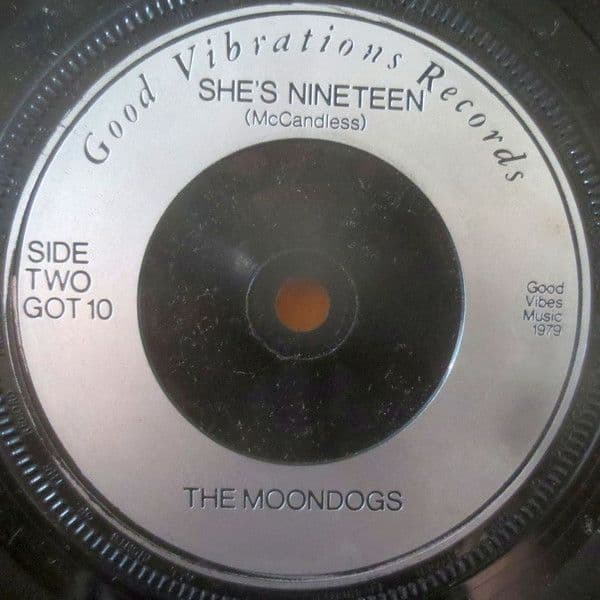 Good Vibrations Records
SHE'S NINETEEN
(McCandless)
SIDE
TWO
GOT 10
Good
Vibes
Music
1979
THE MOONDOGS